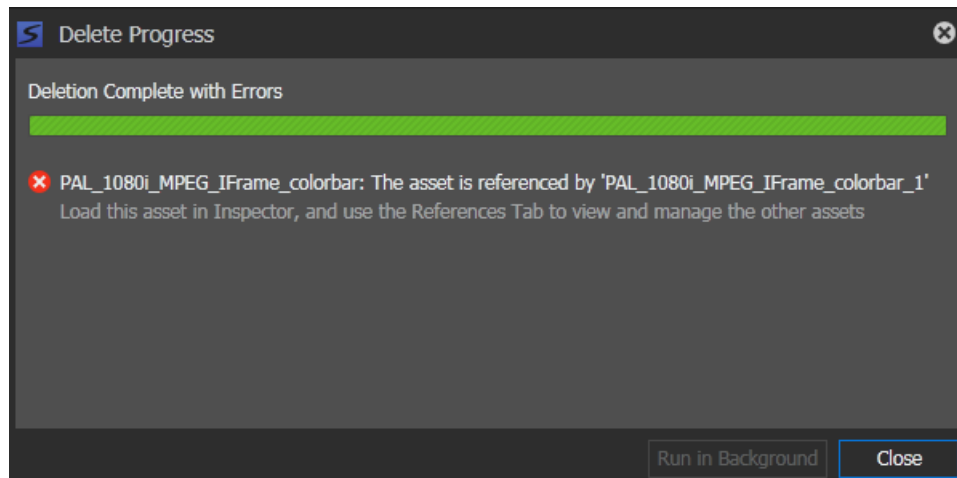 Delete Progress
Deletion Complete with Errors
PAL_1080i_MPEG_IFrame_colorbar: The asset is referenced by 'PAL_1080i_MPEG_IFrame_colorbar_1'
Load this asset in Inspector, and use the References Tab to view and manage the other assets
Run in Background
Close